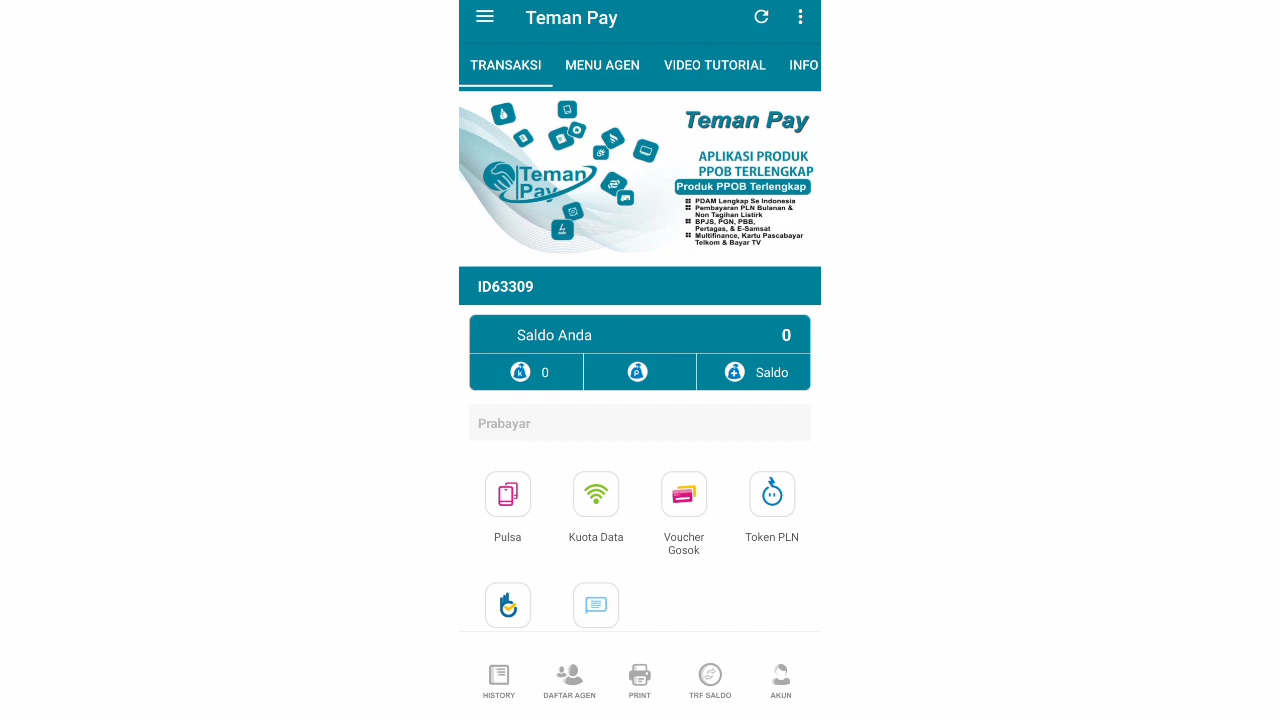 Teman Pay
TRANSAKSI MENU AGEN VIDEO TUTORIAL INFO
Teman Pay
APLIKASI PRODUK
PPOB TERLENGKAP
Produk PPOB Terlengkap
PDAM Lengkap Se Indonesia
Pembayaran PLN Bulanan &
Non Tagihan Listirk
BPJS, PGN, PBB,
Pertagas, & E-Samsat
Multifinance, Kartu Pascabayar
Telkom & Bayar TV
Teman
Pay
ID63309
Saldo Anda 0
0 Saldo
Prabayar
Pulsa Kuota Data Voucher Gosok Token PLN
HISTORY DAFTAR AGEN PRINT TRF SALDO AKUN